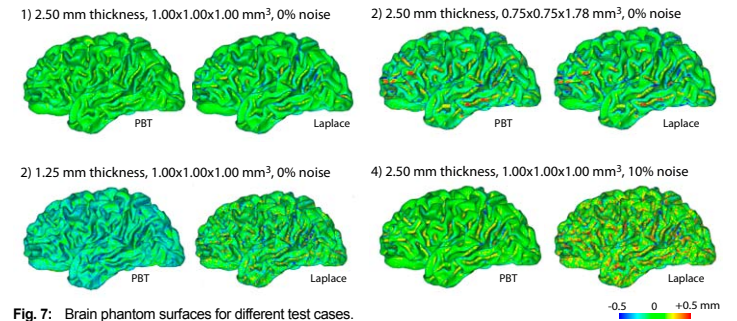 1) 2.50 mm thickness, 1.00x1.00x1.00 mm³, 0% noise
PBT
Laplace
2) 2.50 mm thickness, 0.75x0.75x1.78 mm³, 0% noise
PBT
Laplace
2) 1.25 mm thickness, 1.00x1.00x1.00 mm³, 0% noise
PBT
Laplace
4) 2.50 mm thickness, 1.00x1.00x1.00 mm³, 10% noise
PBT
Laplace
Fig. 7: Brain phantom surfaces for different test cases.
-0.5 0 +0.5 mm